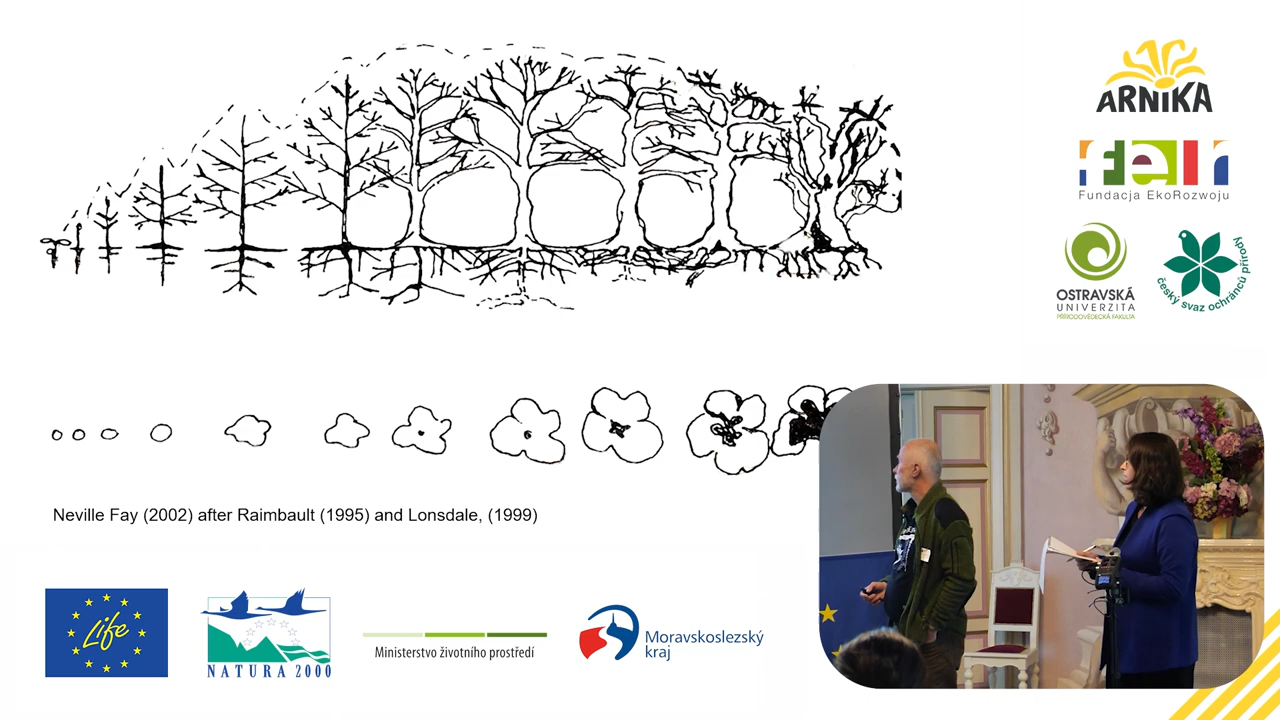 ARNIKA
feri
Fundacja EkoRozwoju
OSTRAVSKÁ
UNIVERZITA
PŘÍRODOVĚDECKÁ FAKULTA
český svaz ochránců přírody
Neville Fay (2002) after Raimbault (1995) and Lonsdale, (1999)
Life
NATURA 2000
Ministerstvo životního prostředí
Moravskoslezský
kraj